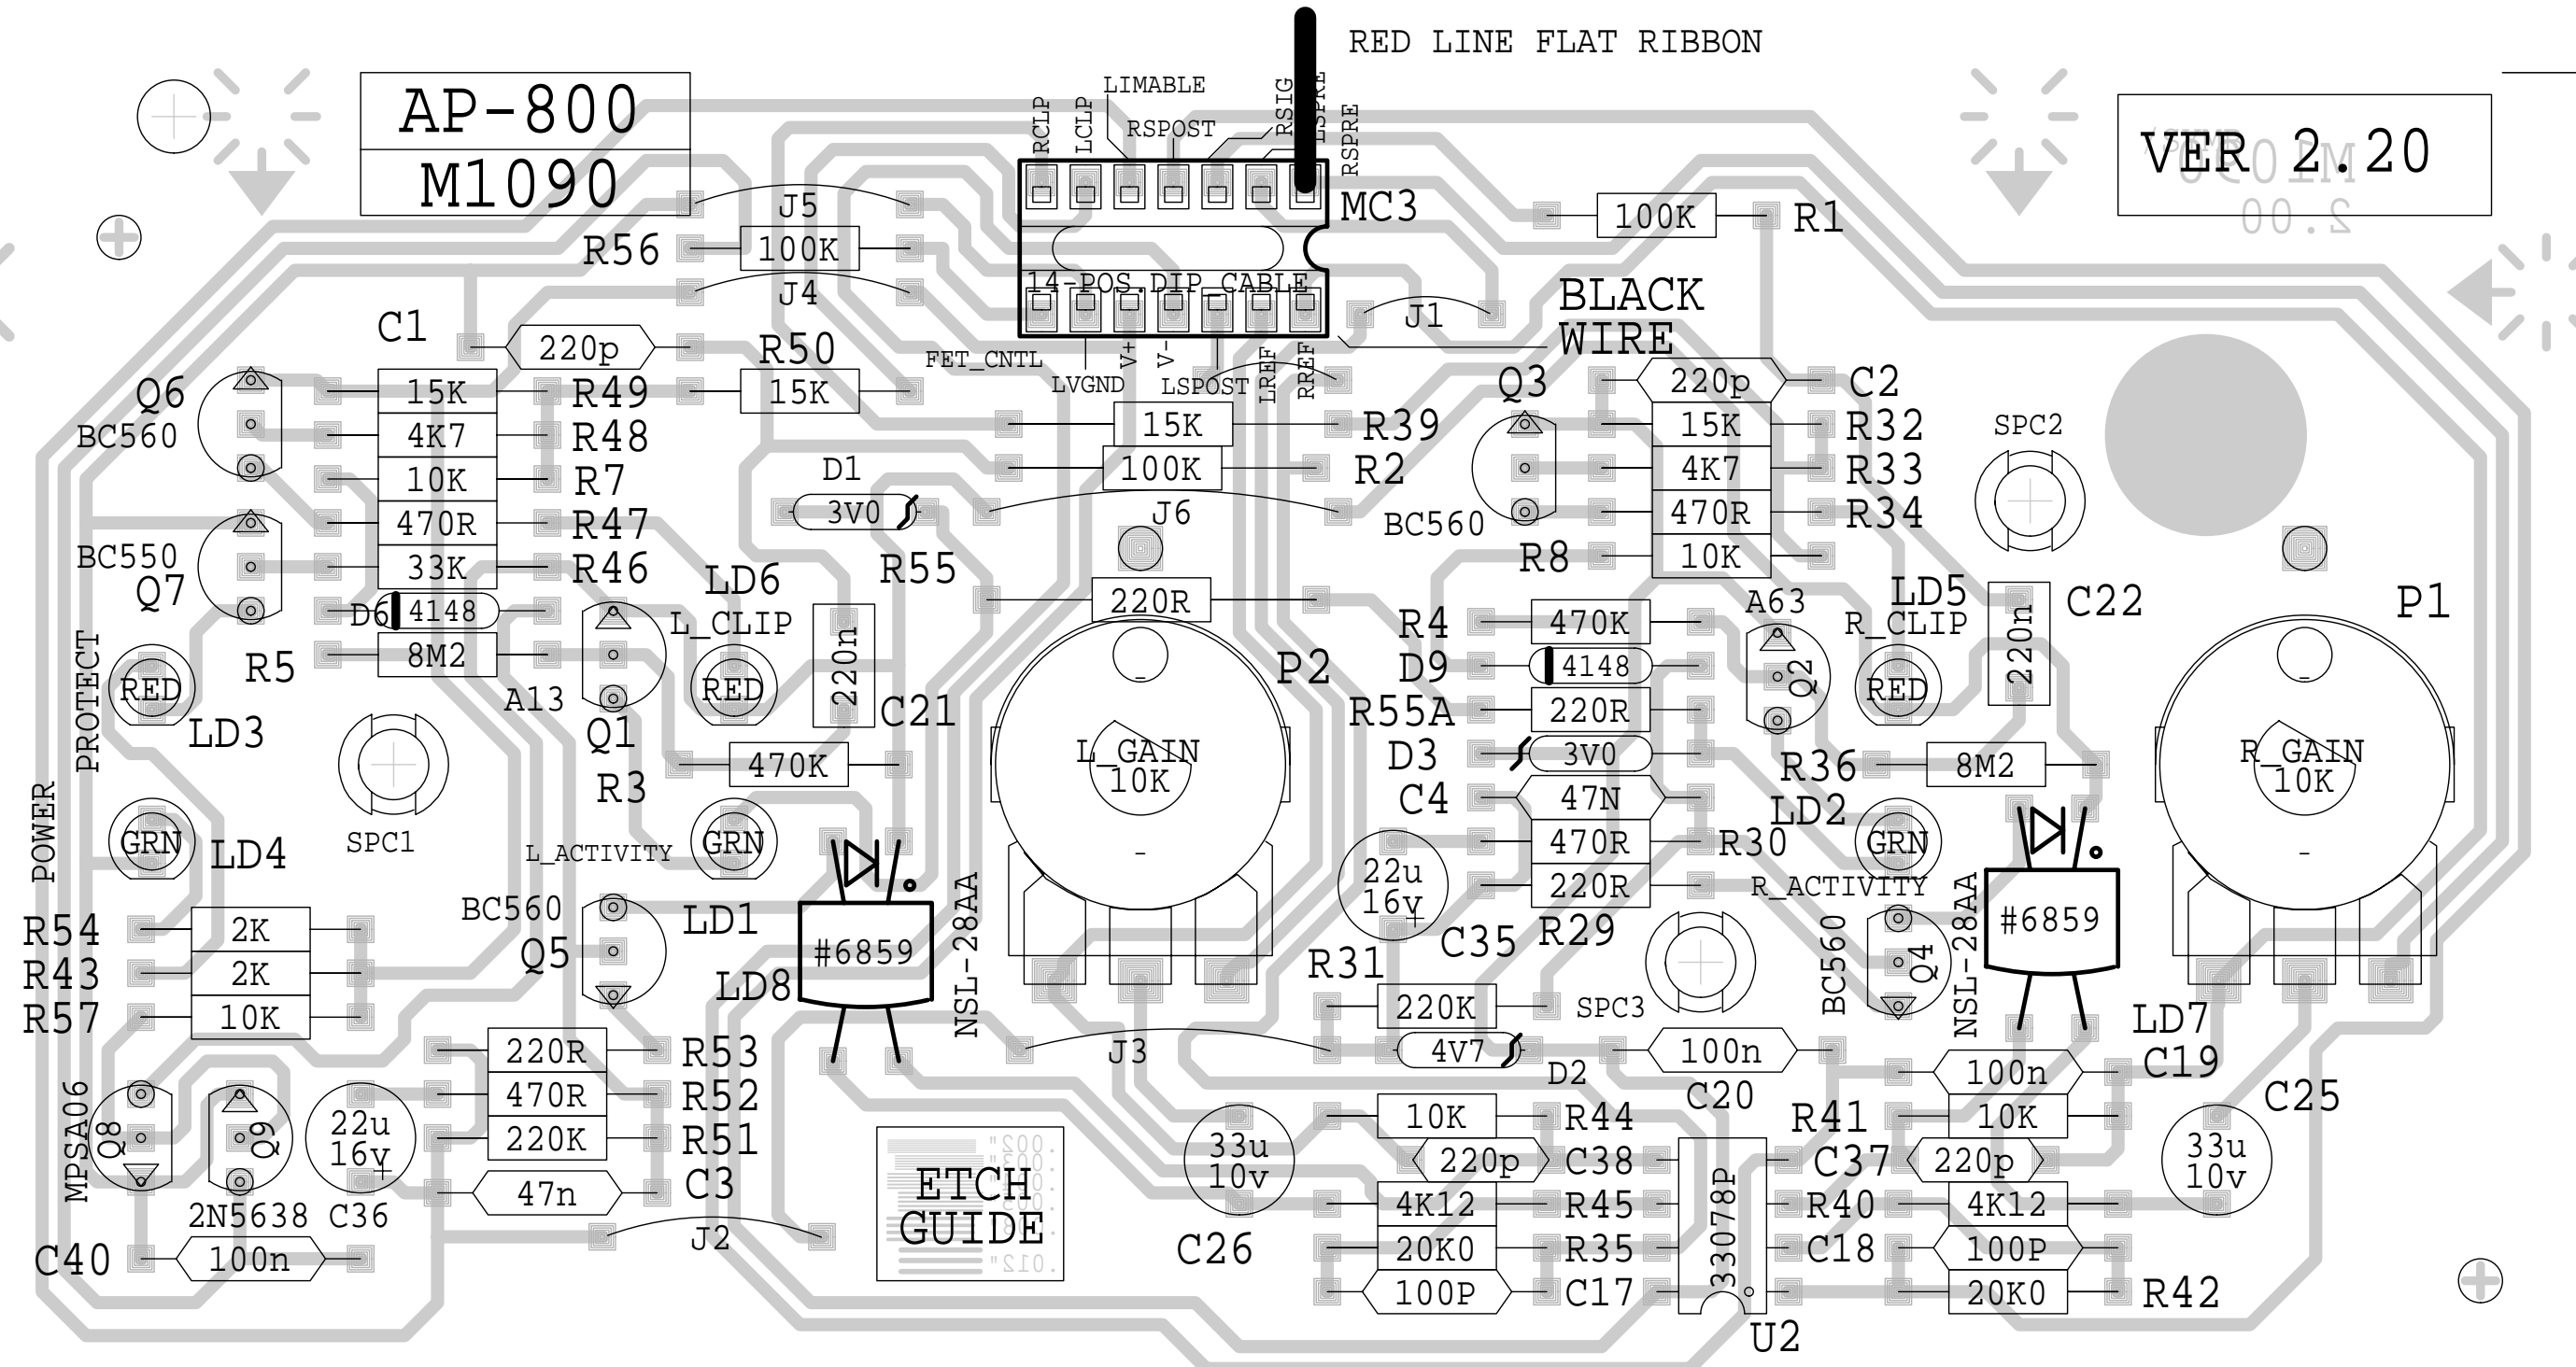 RED LINE FLAT RIBBON
AP-800
M1090
LIMABLE
RCLP
LCLP
RSPOST
RSIG
LSPRE
RSPRE
VER 2.20
M1090
2.00
J5
MC3
100K
R1
R56
100K
14-POS.DIP_CABLE
J4
BLACK
WIRE
J1
C1
220p
R50
FET_CNTL
LVGND
V+
V-
LSPOST
LREF
RREF
Q6
BC560
15K
R49
15K
Q3
220p
C2
4K7
R48
15K
R39
15K
R32
SPC2
10K
R7
D1
100K
R2
4K7
R33
470R
R47
3V0
J6
BC560
470R
R34
BC550
Q7
33K
R46
R55
R8
10K
LD6
L_CLIP
D6
4148
220R
R4
470K
A63
LD5
R_CLIP
C22
220n
P1
R5
8M2
RED
LD3
A13
Q1
RED
220n
C21
P2
D9
4148
Q2
RED
PROTECT
R55A
220R
L_GAIN
10K
D3
3V0
R36
8M2
R_GAIN
10K
R3
470K
C4
47N
LD2
POWER
GRN
LD4
SPC1
L_ACTIVITY
GRN
470R
R30
GRN
22u
16v
+
220R
R29
R_ACTIVITY
BC560
Q5
LD1
#6859
LD8
NSL-28AA
C35
BC560
Q4
NSL-28AA
#6859
R54
2K
R43
2K
R57
10K
R31
220K
SPC3
LD7
220R
R53
J3
4V7
D2
100n
C20
100n
C19
MPSA06
Q8
Q9
22u
16v
+
470R
R52
220K
R51
10K
R44
R41
10K
C25
33u
10v
220p
C38
C37
220p
33u
10v
2N5638
C36
47n
C3
ETCH
GUIDE
.002"
.012"
4K12
R45
33078P
R40
4K12
C40
100n
J2
C26
20K0
R35
C18
100P
100P
C17
20K0
R42
U2